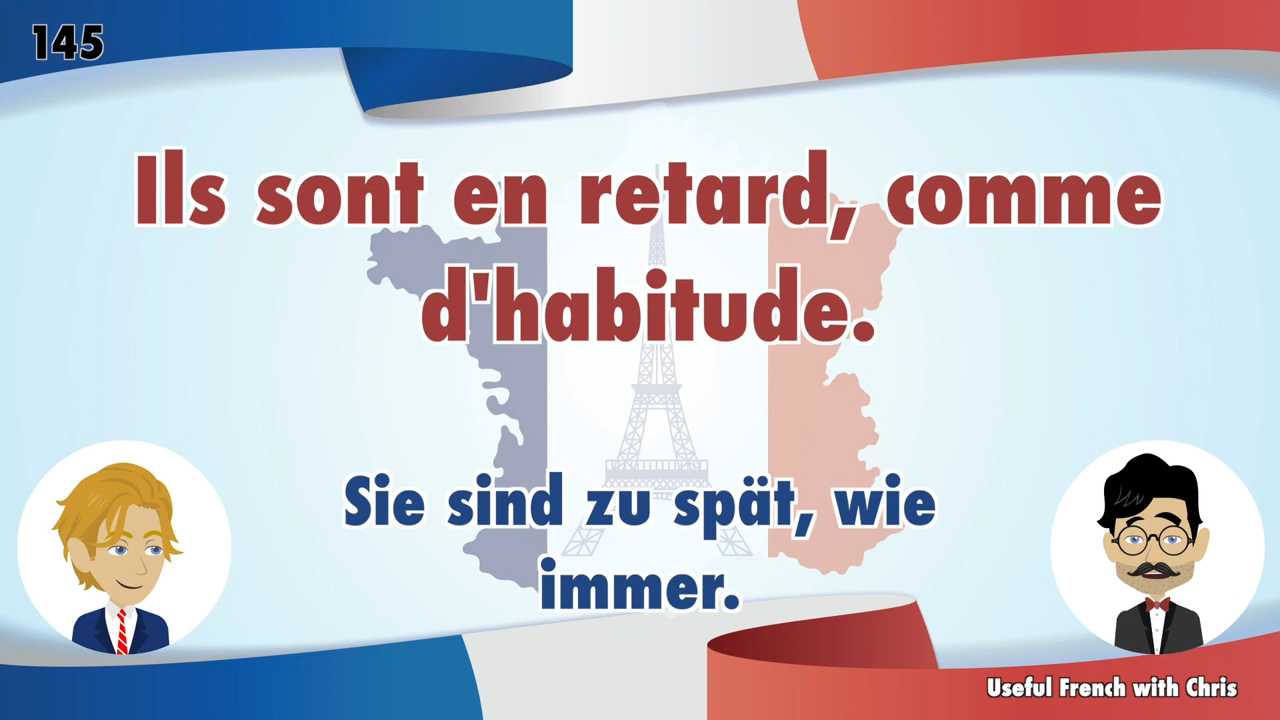 145
Ils sont en retard, comme
d'habitude.
Sie sind zu spät, wie
immer.
Useful French with Chris